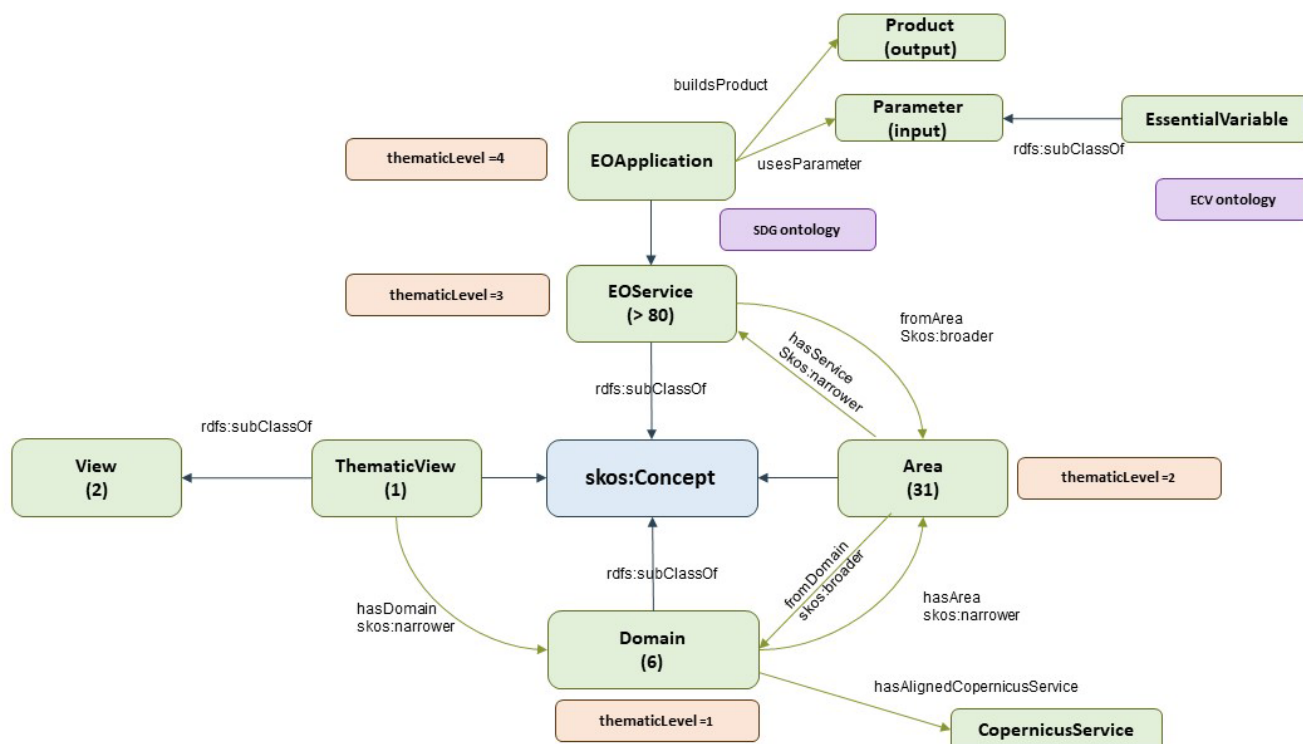 Product
(output)
buildsProduct
Parameter
(input)
EssentialVariable
thematicLevel =4
EOApplication
usesParameter
rdfs:subClassOf
ECV ontology
SDG ontology
thematicLevel =3
EOService
(> 80)
fromArea
Skos:broader
hasService
Skos:narrower
rdfs:subClassOf
rdfs:subClassOf
View
(2)
ThematicView
(1)
skos:Concept
Area
(31)
thematicLevel =2
fromDomain
skos:broader
rdfs:subClassOf
hasArea
skos:narrower
hasDomain
skos:narrower
Domain
(6)
hasAlignedCopernicusService
thematicLevel =1
CopernicusService